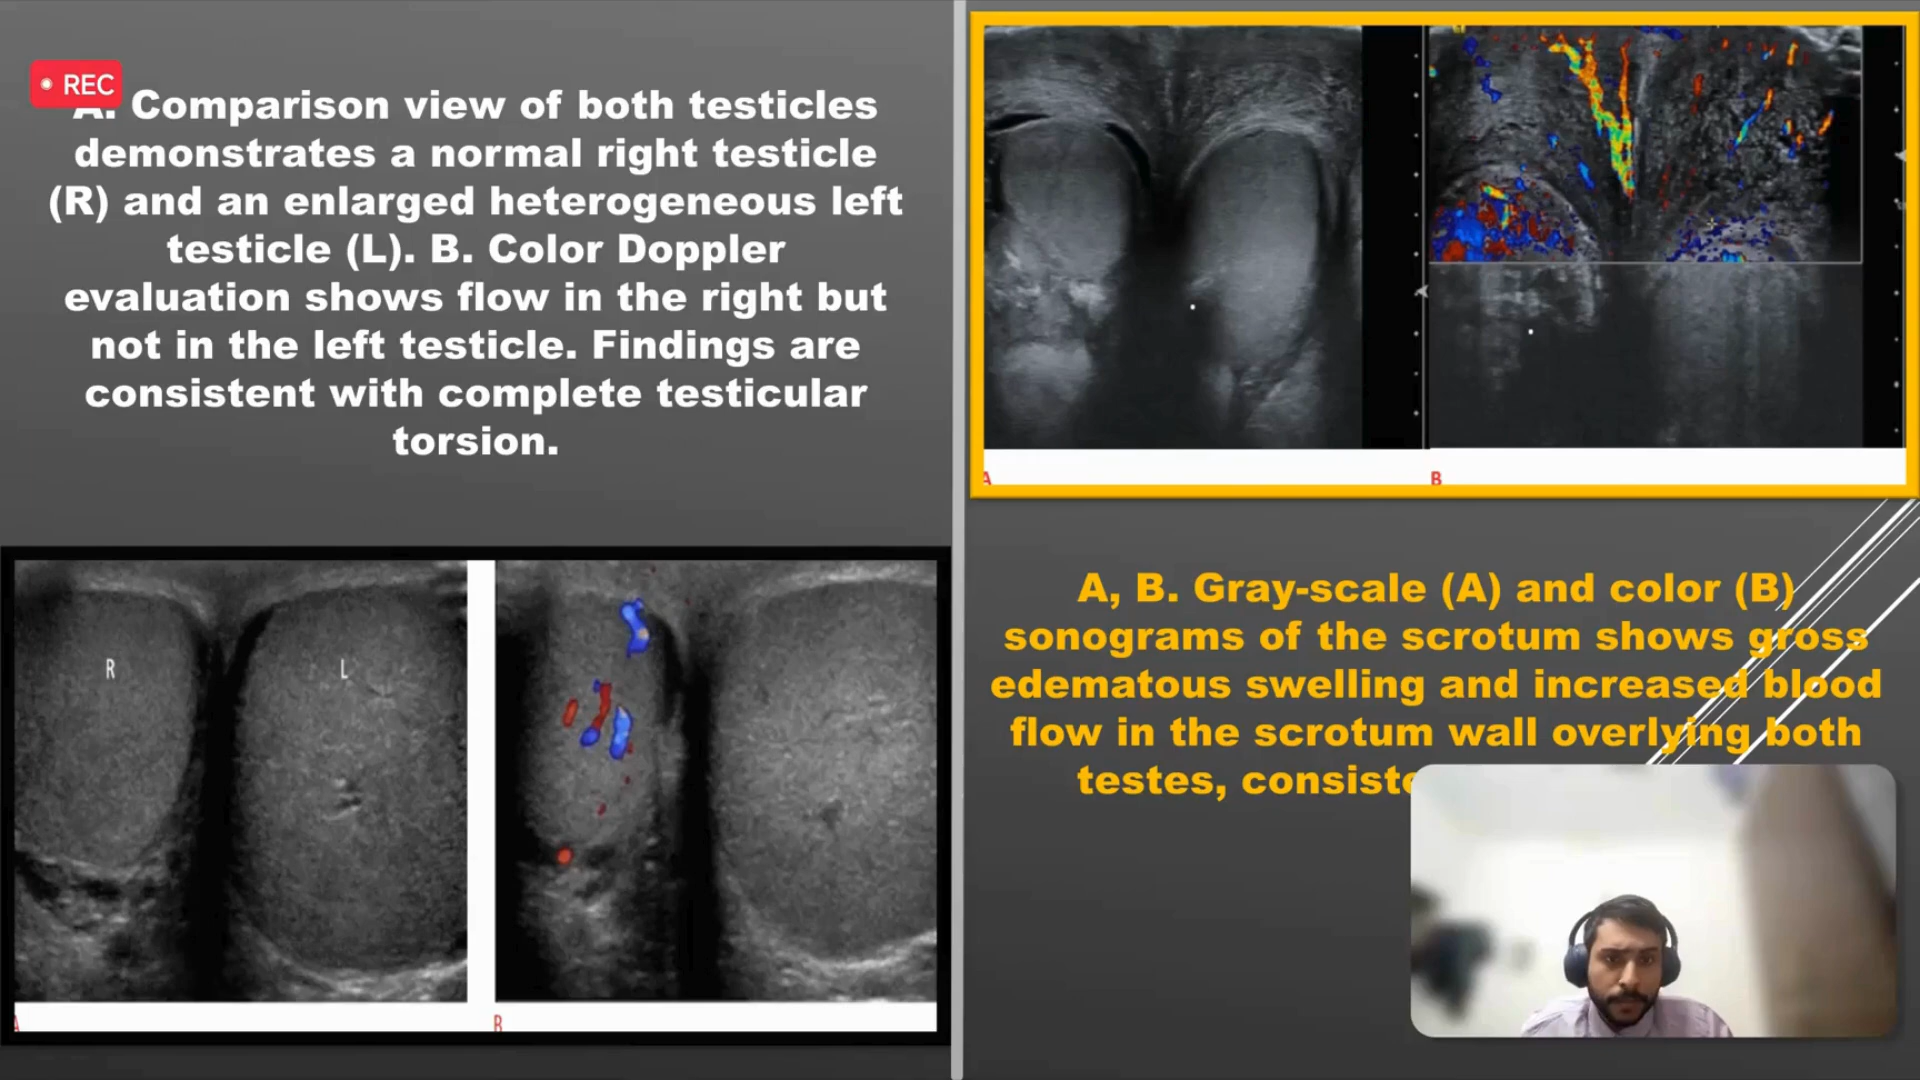 REC
A. Comparison view of both testicles
demonstrates a normal right testicle
(R) and an enlarged heterogeneous left
testicle (L). B. Color Doppler
evaluation shows flow in the right but
not in the left testicle. Findings are
consistent with complete testicular
torsion.
R
L
A
B
A
B
A, B. Gray-scale (A) and color (B)
sonograms of the scrotum shows gross
edematous swelling and increased blood
flow in the scrotum wall overlying both
testes,